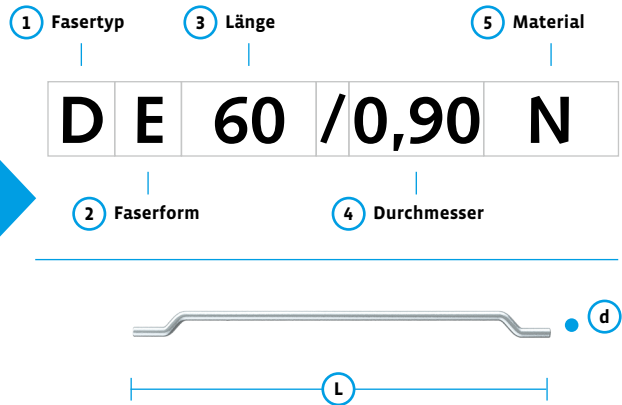 1 Fasertyp 3 Länge 5 Material
D E 60 / 0,90 N
2 Faserform 4 Durchmesser
d
L